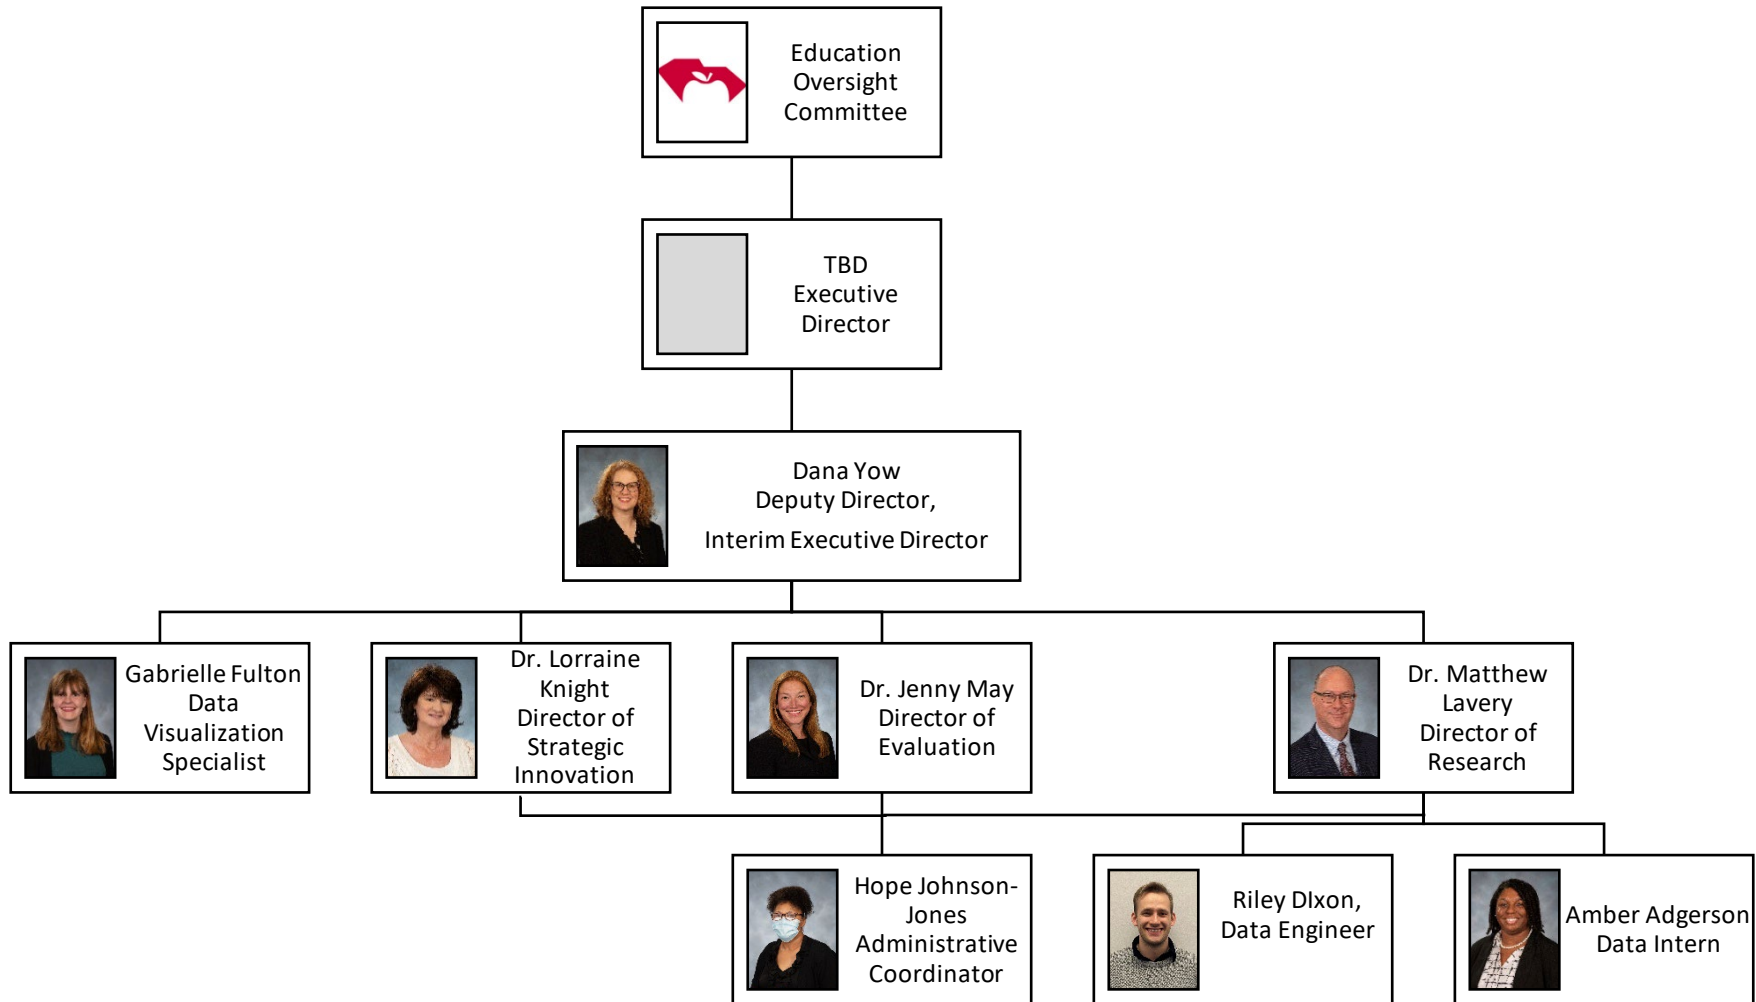 Education
Oversight
Committee
TBD
Executive
Director
Dana Yow
Deputy Director,
Interim Executive Director
Gabrielle Fulton
Data
Visualization
Specialist
Dr. Lorraine
Knight
Director of
Strategic
Innovation
Dr. Jenny May
Director of
Evaluation
Dr. Matthew
Lavery
Director of
Research
Hope Johnson-
Jones
Administrative
Coordinator
Riley DIxon,
Data Engineer
Amber Adgerson
Data Intern